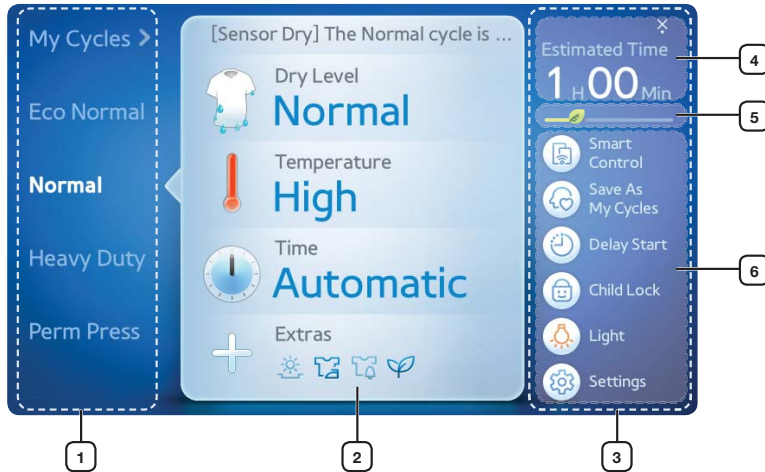 My Cycles >
Eco Normal
Normal
Heavy Duty
Perm Press
[Sensor Dry] The Normal cycle is ...
Dry Level
Normal
Temperature
High
Time
Automatic
Extras
Estimated Time
1 H 00 Min
Smart
Control
Save As
My Cycles
Delay Start
Child Lock
Light
Settings
4
5
6
1
2
3